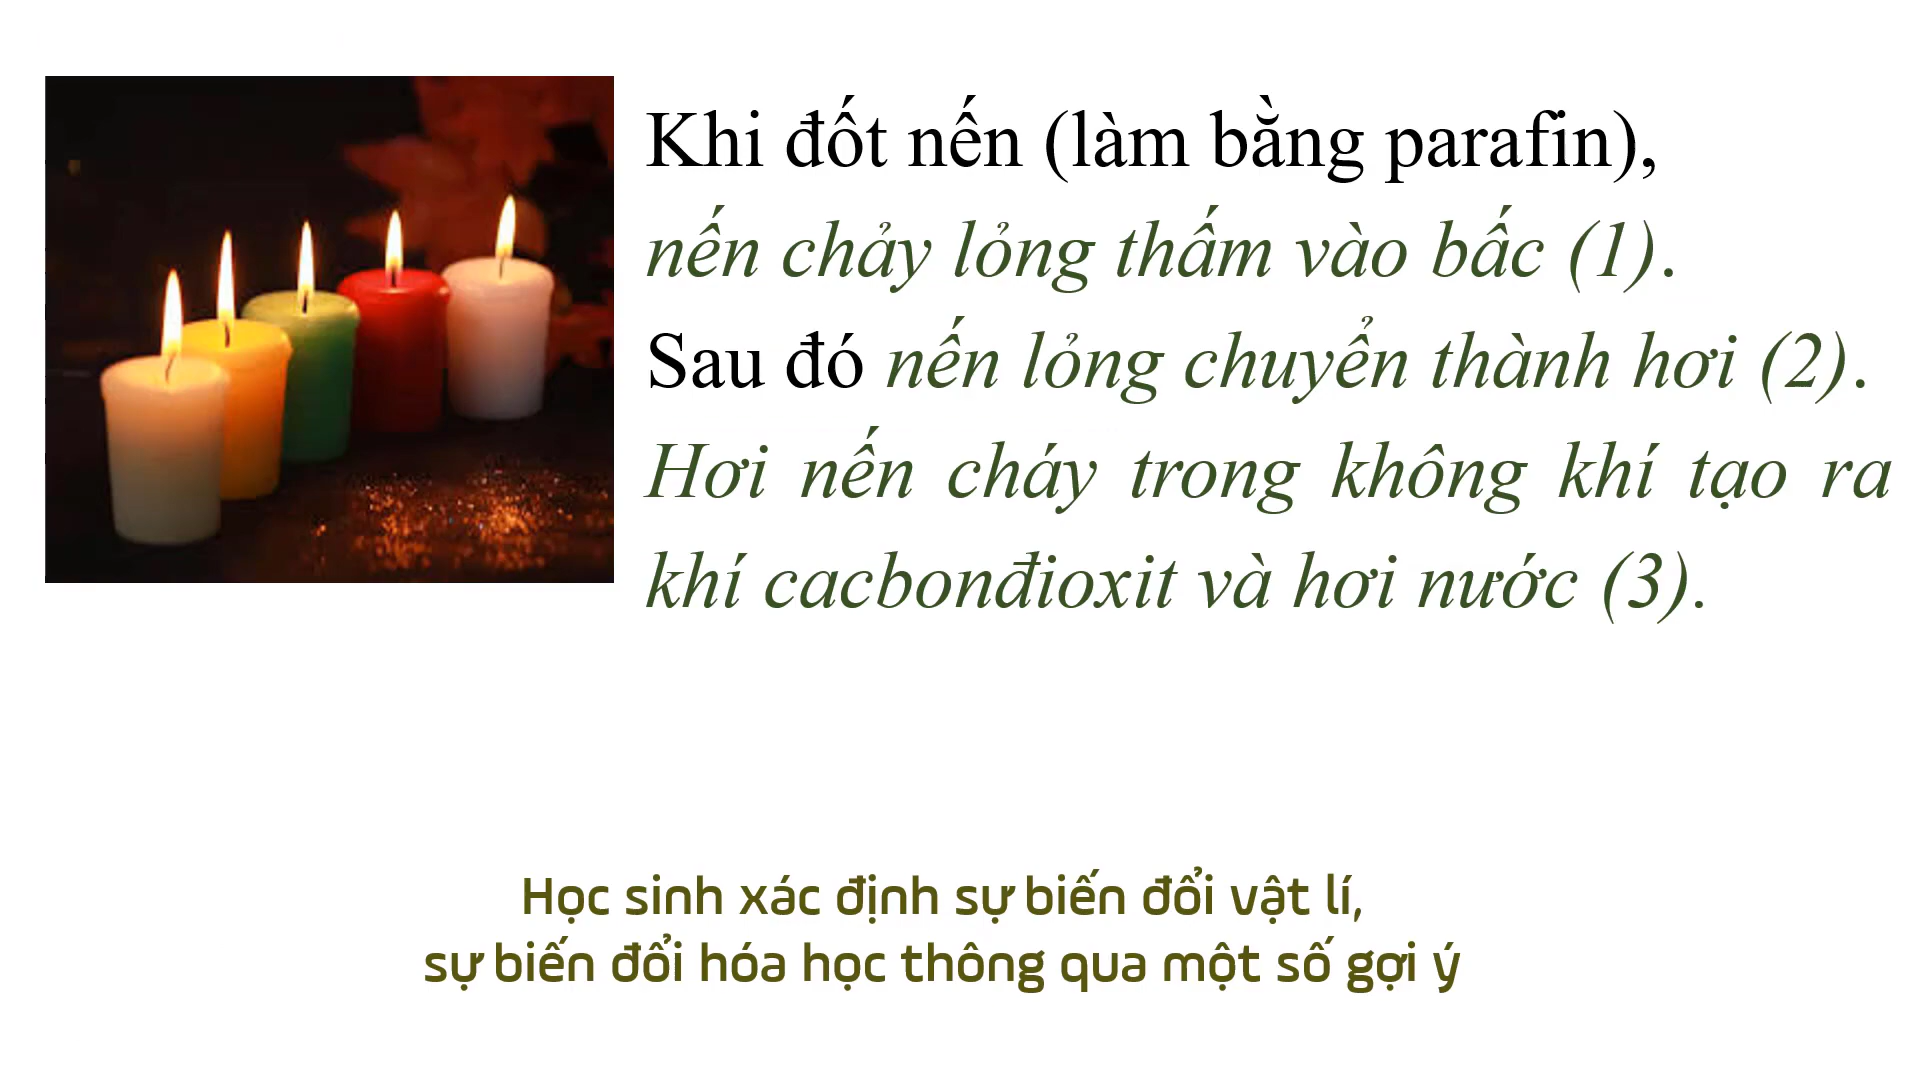 Khi đốt nến (làm bằng parafin),
nến chảy lỏng thấm vào bấc (1).
Sau đó nến lỏng chuyển thành hơi (2).
Hơi nến cháy trong không khí tạo ra
khí cacbonđioxit và hơi nước (3).
Học sinh xác định sự biến đổi vật lí,
sự biến đổi hóa học thông qua một số gợi ý